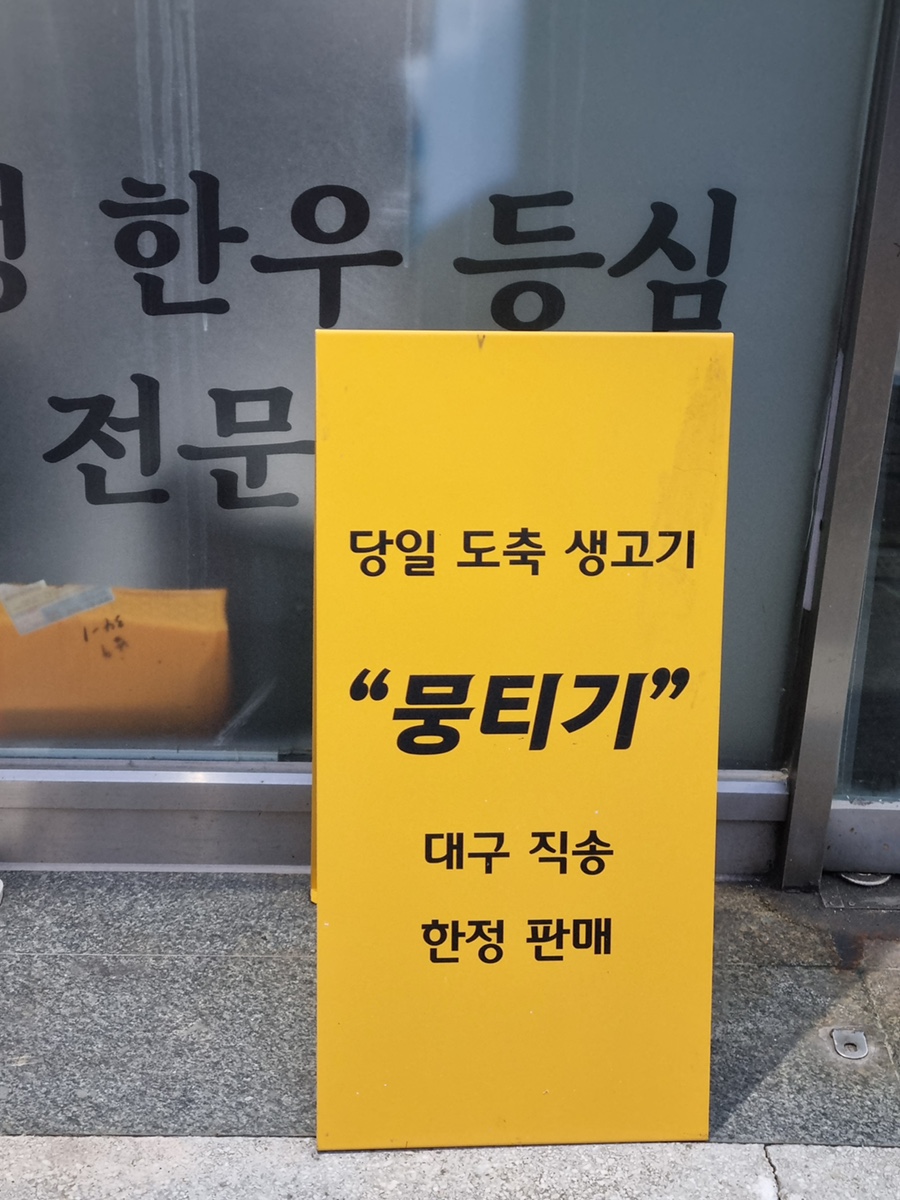 한우 등심
전문
당일 도축 생고기
“뭉티기”
대구 직송
한정 판매